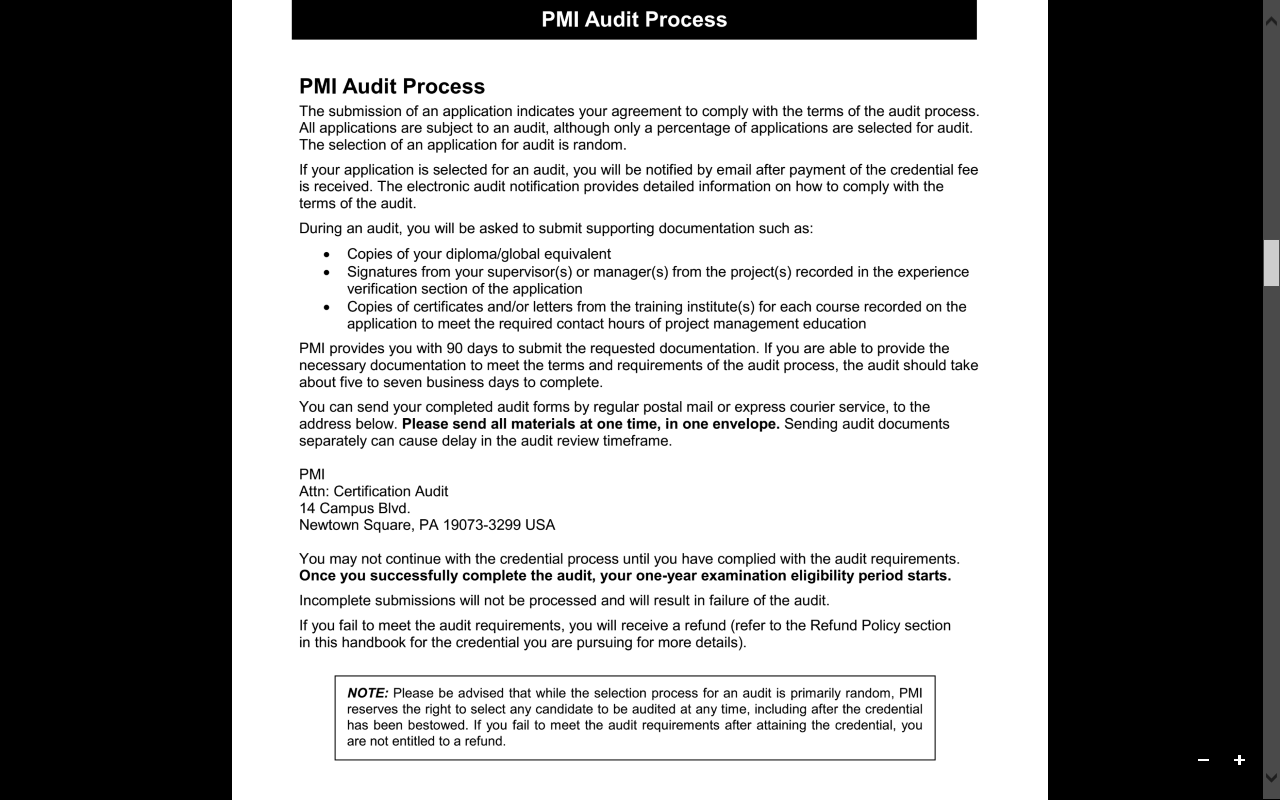 PMI Audit Process
PMI Audit Process
The submission of an application indicates your agreement to comply with the terms of the audit process.
All applications are subject to an audit, although only a percentage of applications are selected for audit.
The selection of an application for audit is random.
If your application is selected for an audit, you will be notified by email after payment of the credential fee
is received. The electronic audit notification provides detailed information on how to comply with the
terms of the audit.
During an audit, you will be asked to submit supporting documentation such as:
• Copies of your diploma/global equivalent
• Signatures from your supervisor(s) or manager(s) from the project(s) recorded in the experience
verification section of the application
• Copies of certificates and/or letters from the training institute(s) for each course recorded on the
application to meet the required contact hours of project management education
PMI provides you with 90 days to submit the requested documentation. If you are able to provide the
necessary documentation to meet the terms and requirements of the audit process, the audit should take
about five to seven business days to complete.
You can send your completed audit forms by regular postal mail or express courier service, to the
address below. Please send all materials at one time, in one envelope. Sending audit documents
separately can cause delay in the audit review timeframe.
PMI
Attn: Certification Audit
14 Campus Blvd.
Newtown Square, PA 19073-3299 USA
You may not continue with the credential process until you have complied with the audit requirements.
Once you successfully complete the audit, your one-year examination eligibility period starts.
Incomplete submissions will not be processed and will result in failure of the audit.
If you fail to meet the audit requirements, you will receive a refund (refer to the Refund Policy section
in this handbook for the credential you are pursuing for more details).
NOTE: Please be advised that while the selection process for an audit is primarily random, PMI
reserves the right to select any candidate to be audited at any time, including after the credential
has been bestowed. If you fail to meet the audit requirements after attaining the credential, you
are not entitled to a refund.